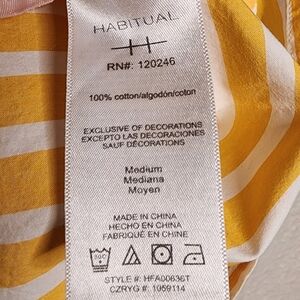 HABITUAL
RN#: 120246
100% cotton/algodón/coton
EXCLUSIVE OF DECORATIONS
EXCEPTO LAS DECORACIONES
SAUF DÉCORATIONS
Medium
Mediana
Moyen
MADE IN CHINA
HECHO EN CHINA
FABRIQUÉ EN CHINE
STYLE #: HFA00636T
CZRYG #: 1959114